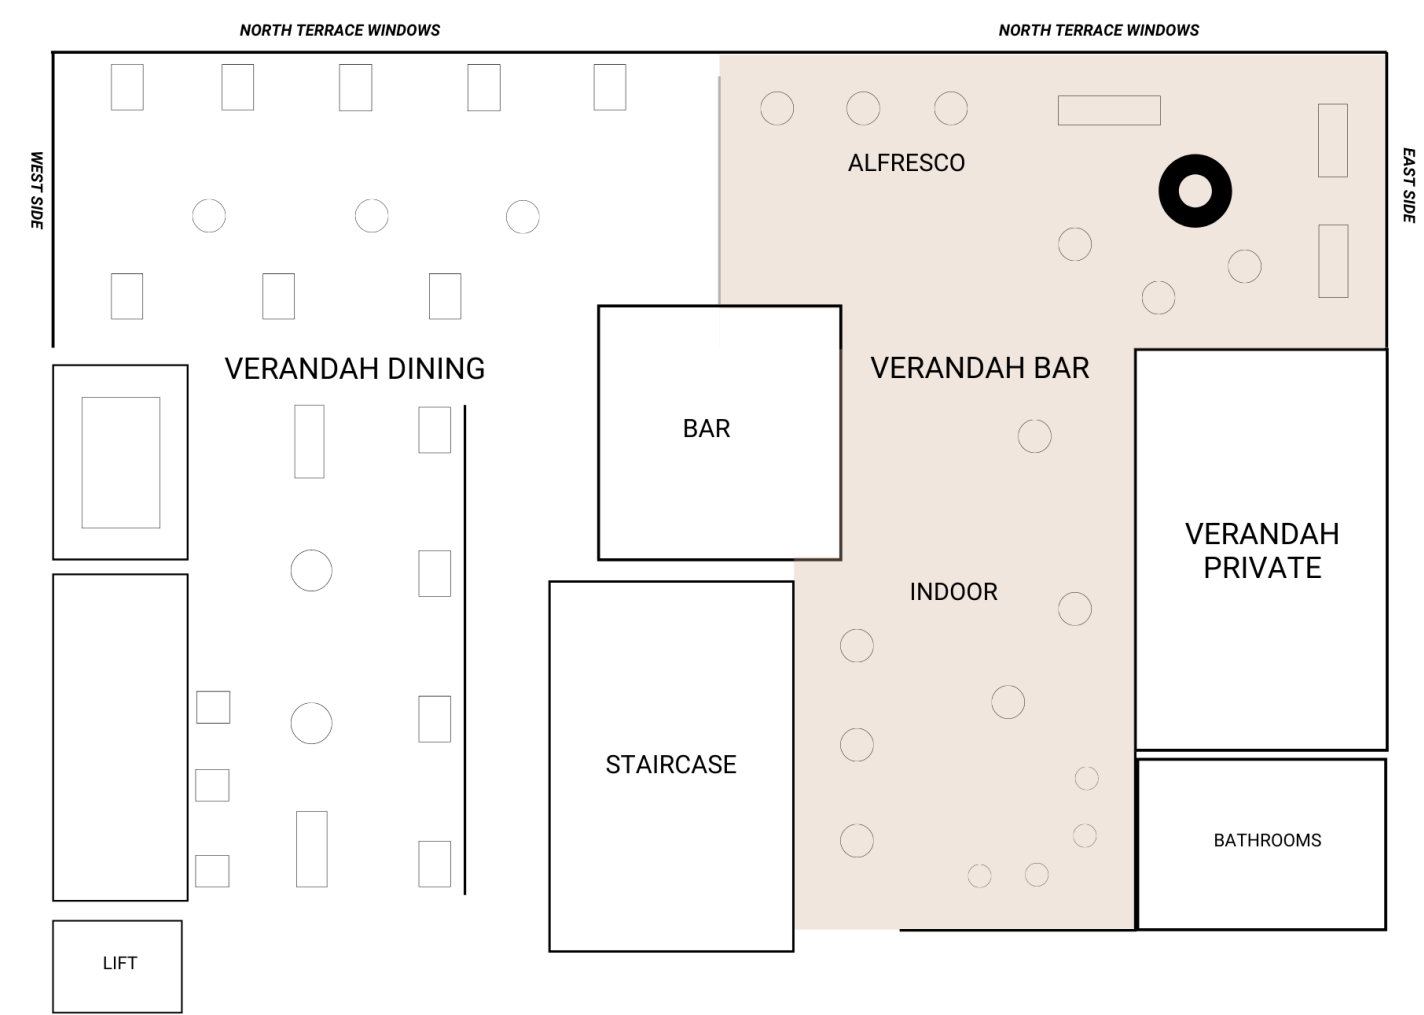 NORTH TERRACE WINDOWS
NORTH TERRACE WINDOWS
WEST SIDE
EAST SIDE
ALFRESCO
VERANDAH DINING
VERANDAH BAR
BAR
VERANDAH
PRIVATE
INDOOR
STAIRCASE
BATHROOMS
LIFT